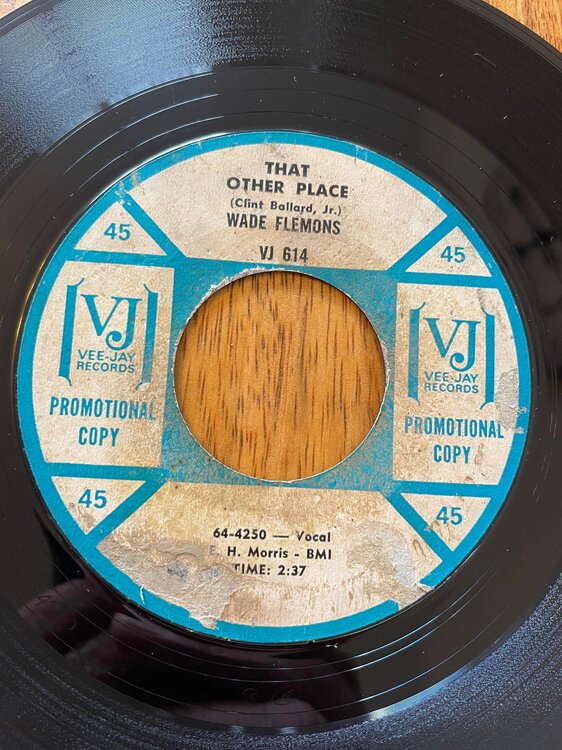 THAT
OTHER PLACE
(Clint Ballard, Jr.)
WADE FLEMONS
VJ 614
45
45
VJ
VEE-JAY
RECORDS
PROMOTIONAL
COPY
VJ
VEE-JAY
RECORDS
PROMOTIONAL
COPY
45
45
64-4250 — Vocal
H. Morris - BMI
TIME: 2:37